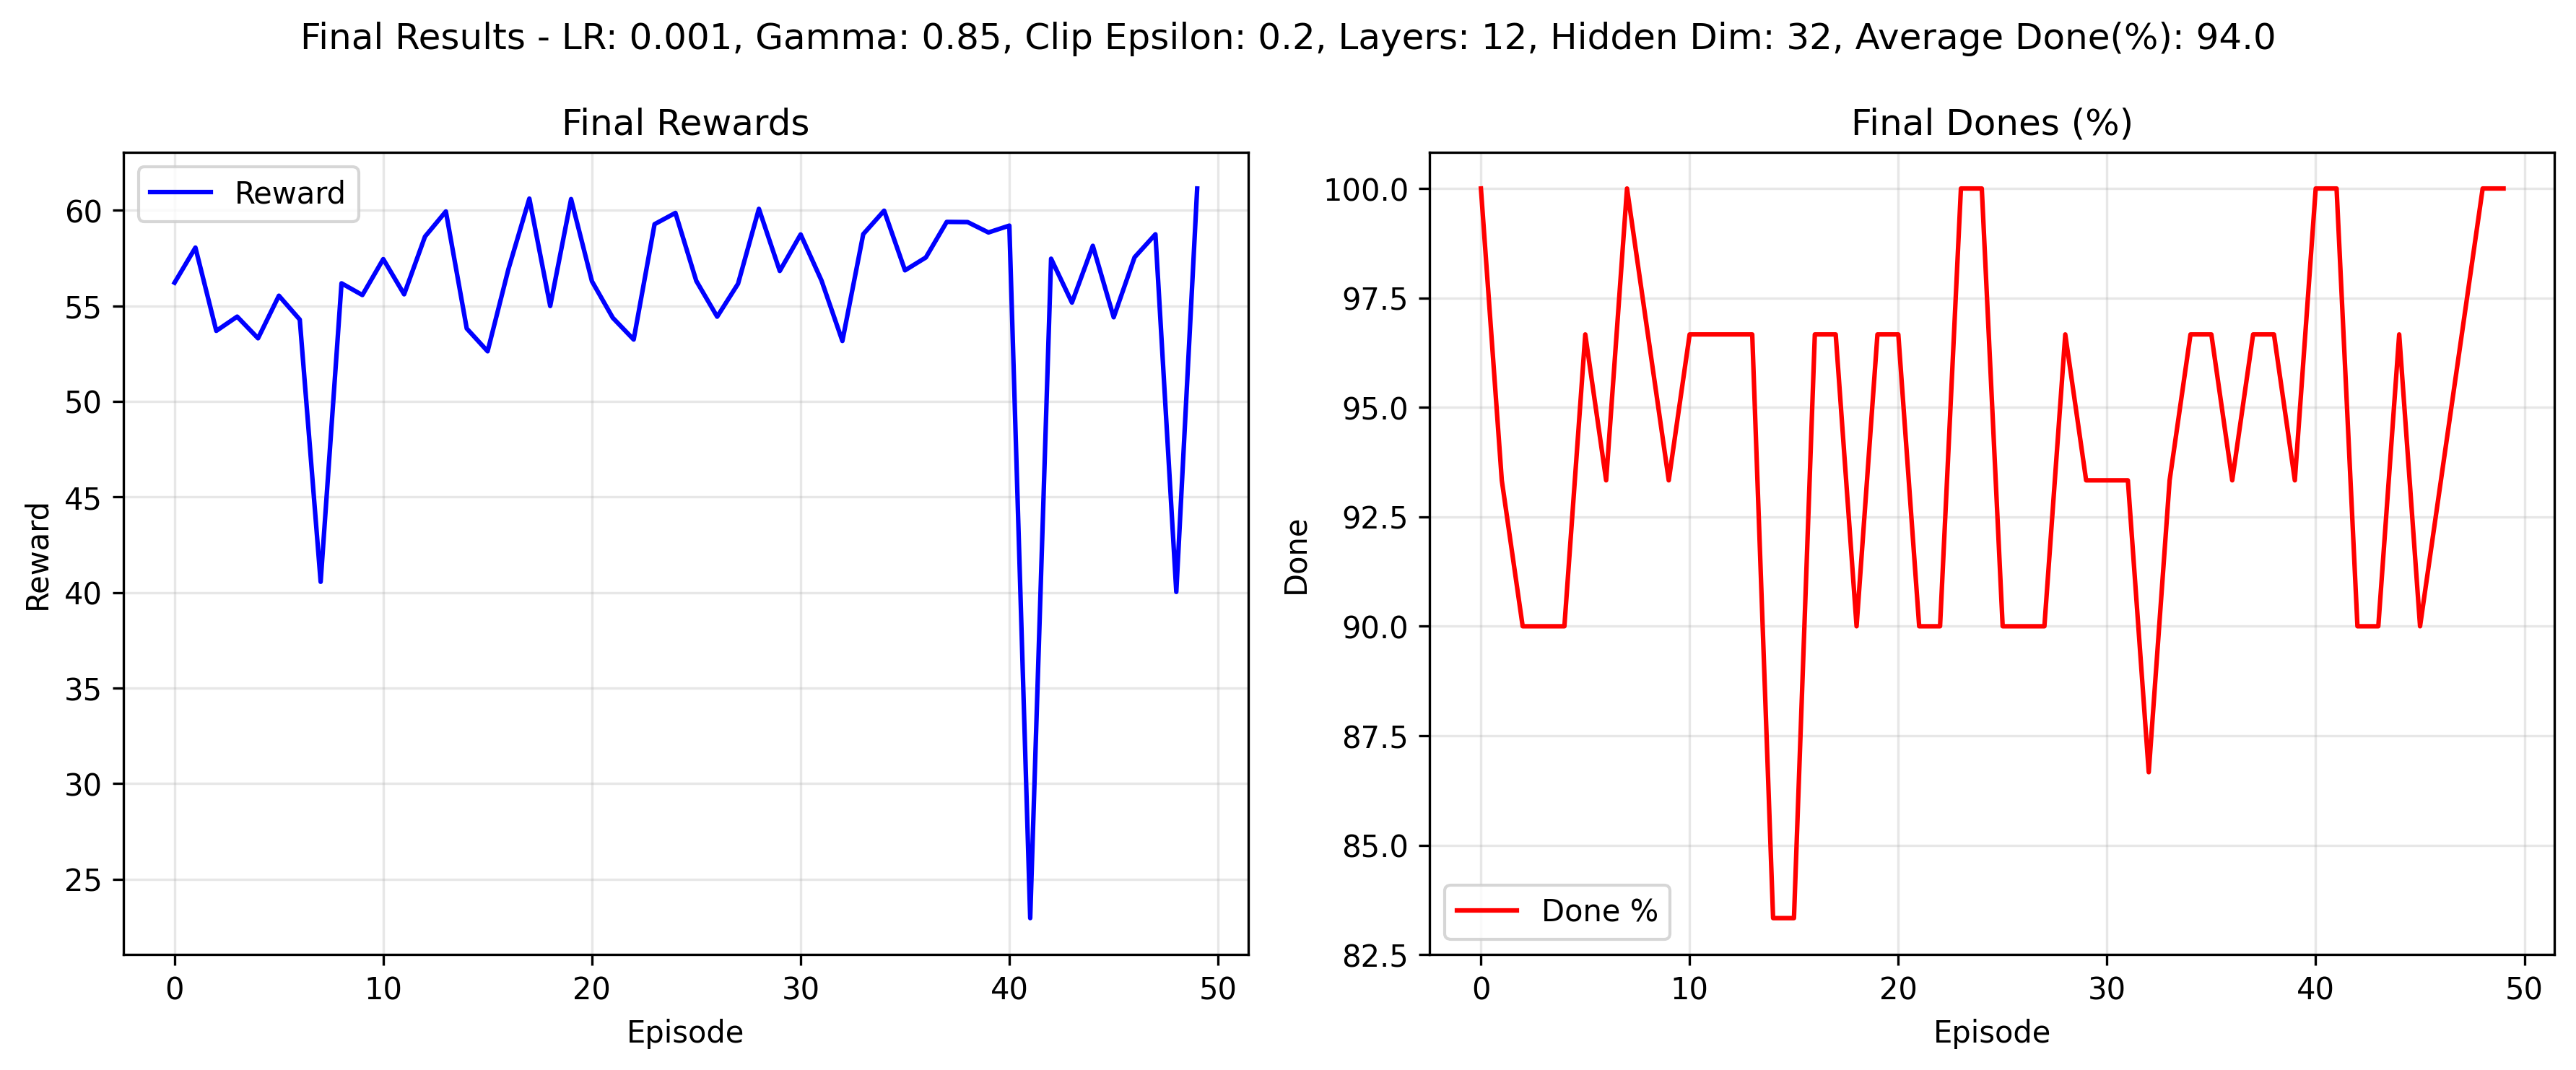 Final Results - LR: 0.001, Gamma: 0.85, Clip Epsilon: 0.2, Layers: 12, Hidden Dim: 32, Average Done(%): 94.0
Final Rewards
Reward
60
55
50
45
40
35
30
25
Reward
0 10 20 30 40 50
Episode
Final Dones (%)
100.0
97.5
95.0
92.5
90.0
87.5
85.0
82.5
Done
Done %
0 10 20 30 40 50
Episode